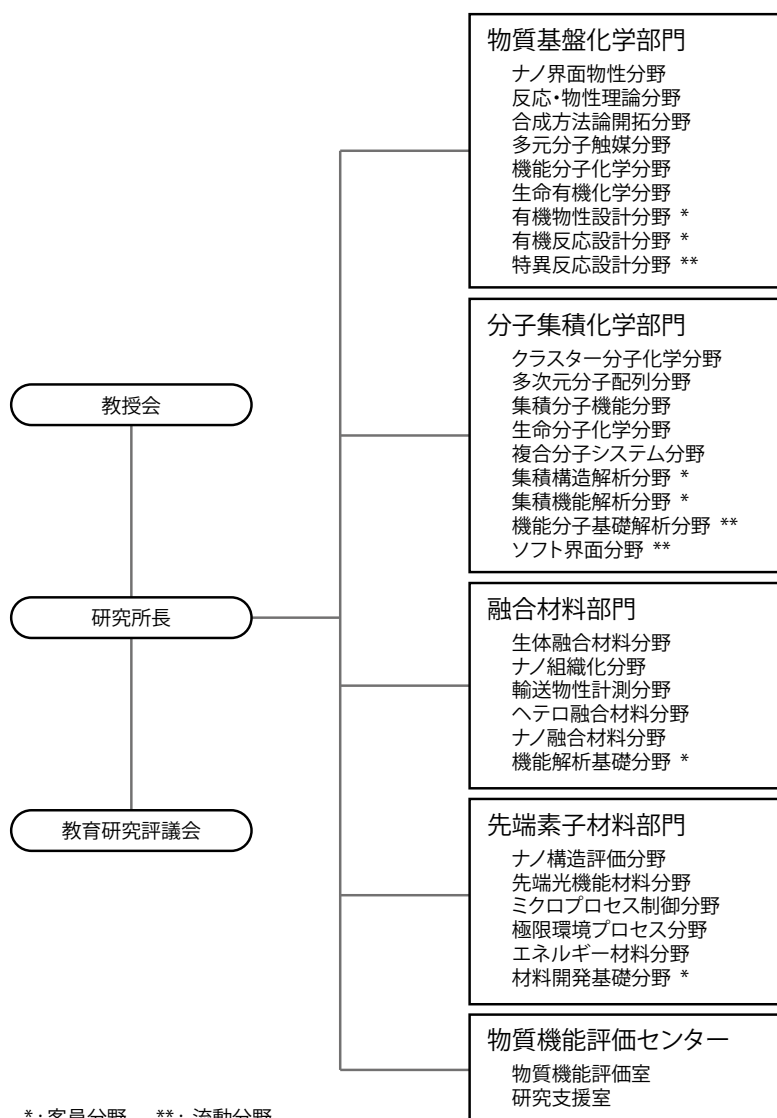 物質基盤化学部門
ナノ界面物性分野
反応・物性理論分野
合成方法論開拓分野
多元分子触媒分野
機能分子化学分野
生命有機化学分野
有機物性設計分野 *
有機反応設計分野 *
特異反応設計分野 **
分子集積化学部門
クラスター分子化学分野
多次元分子配列分野
集積分子機能分野
生命分子化学分野
複合分子システム分野
集積構造解析分野 *
集積機能解析分野 *
機能分子基礎解析分野 **
ソフト界面分野 **
教授会
研究所長
教育研究評議会
融合材料部門
生体融合材料分野
ナノ組織化分野
輸送物性計測分野
ヘテロ融合材料分野
ナノ融合材料分野
機能解析基礎分野 *
先端素子材料部門
ナノ構造評価分野
先端光機能材料分野
ミクロプロセス制御分野
極限環境プロセス分野
エネルギー材料分野
材料開発基礎分野 *
物質機能評価センター
物質機能評価室
研究支援室
* : 客員分野 ** : 流動分野